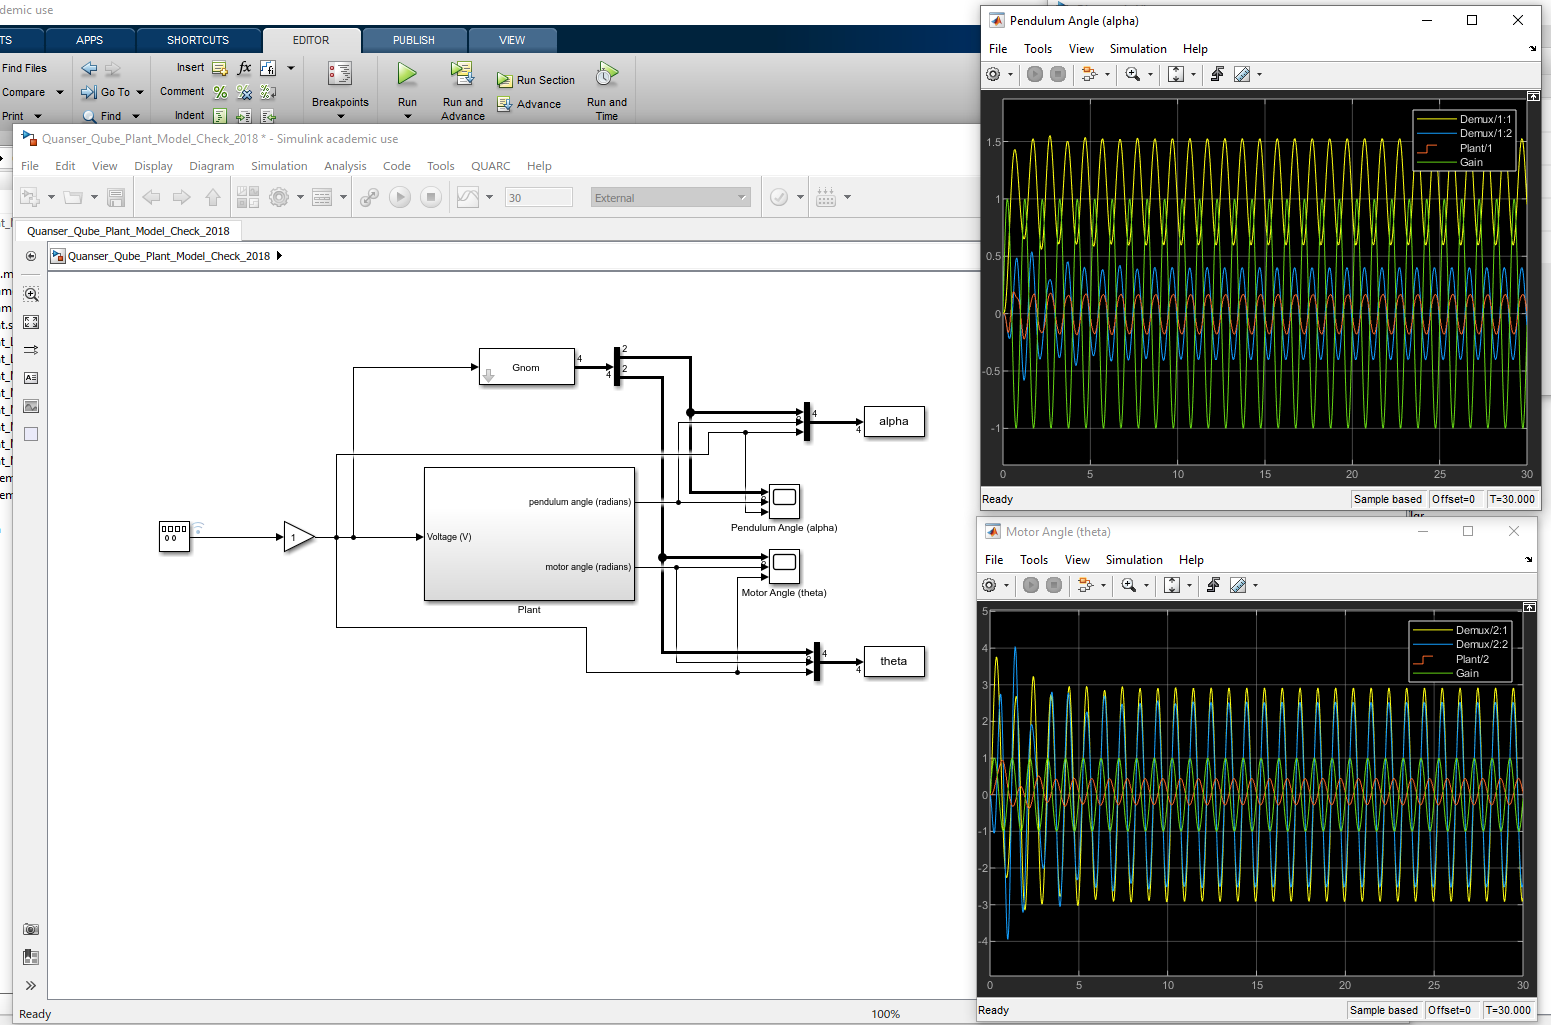 demic use
TS APPS SHORTCUTS EDITOR PUBLISH VIEW
Find Files
Compare
Print
Go To
Find
Insert
Comment
Indent
fx
Breakpoints
Run
Run and
Advance
Run Section
Advance
Run and
Time
Quanser_Qube_Plant_Model_Check_2018 * - Simulink academic use
File Edit View Display Diagram Simulation Analysis Code Tools QUARC Help
30 External
Quanser_Qube_Plant_Model_Check_2018
Quanser_Qube_Plant_Model_Check_2018
Gnom
4
4
2
2
4
alpha
4
pendulum angle (radians)
Pendulum Angle (alpha)
1
Voltage (V)
motor angle (radians)
Motor Angle (theta)
Plant
4
theta
4
Ready 100%
Pendulum Angle (alpha)
File Tools View Simulation Help
Demux/1:1
Demux/1:2
Plant/1
Gain
1.5
1
0.5
0
-0.5
-1
0 5 10 15 20 25 30
Ready Sample based Offset=0 T=30.000
Motor Angle (theta)
File Tools View Simulation Help
Demux/2:1
Demux/2:2
Plant/2
Gain
5
4
3
2
1
0
-1
-2
-3
-4
0 5 10 15 20 25 30
Ready Sample based Offset=0 T=30.000